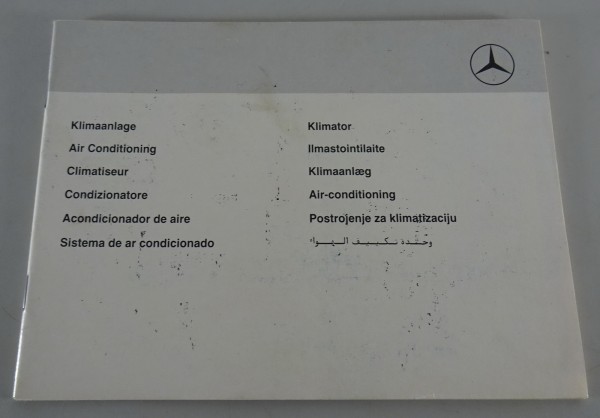 Klimaanlage
Air Conditioning
Climatiseur
Condizionatore
Acondicionador de aire
Sistema de ar condicionado
Klimator
Ilmastointilaite
Klimaanlæg
Air-conditioning
Postrojenje za klimatizaciju
وحدة تكييف الهواء